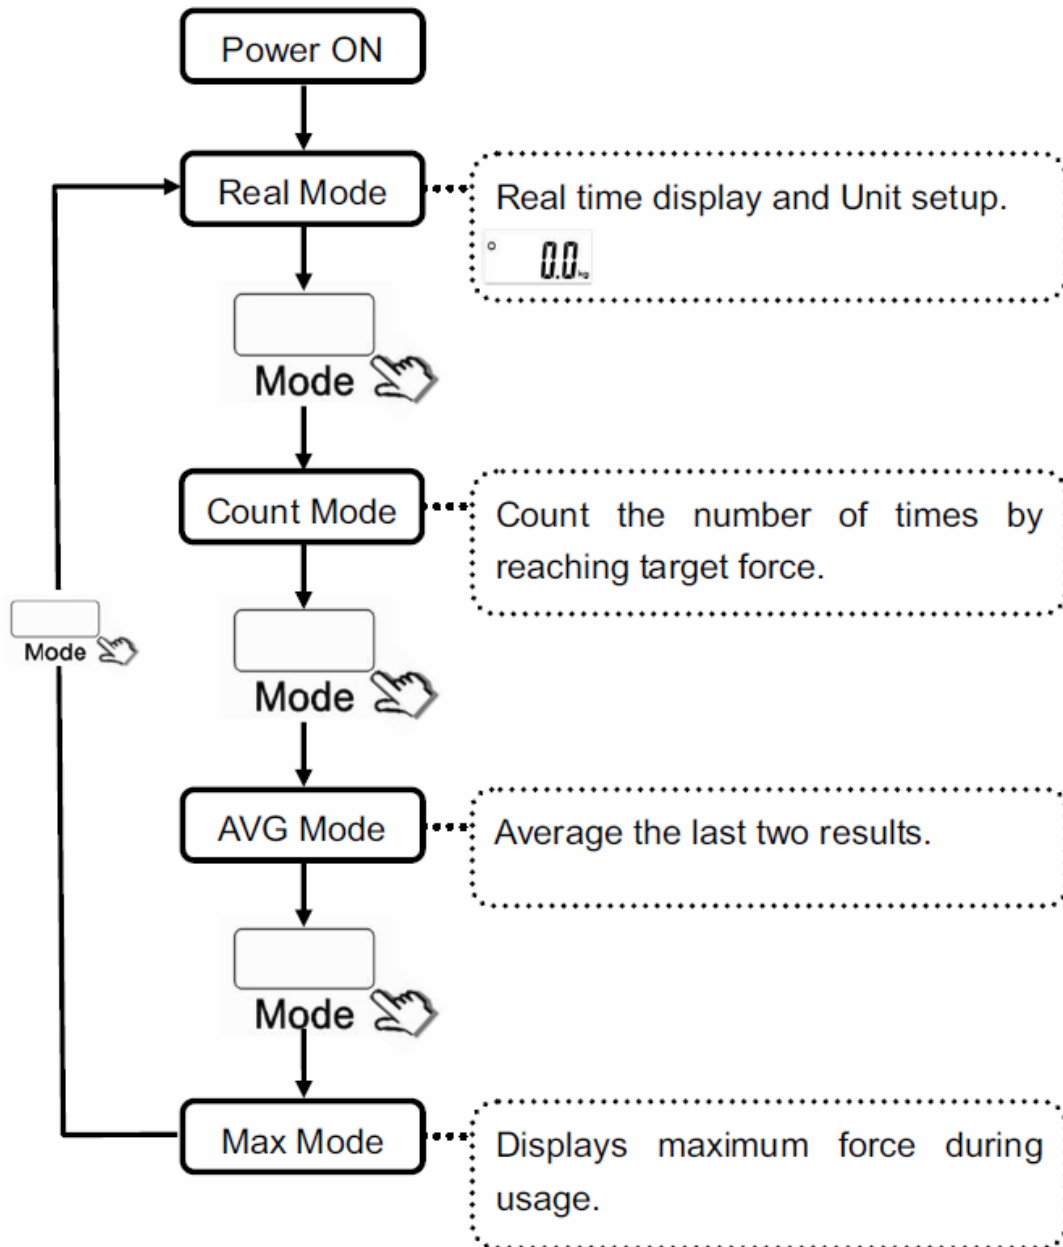 Power ON
Real Mode
Real time display and Unit setup.
0.0 kg
Mode
Count Mode
Count the number of times by
reaching target force.
Mode
Mode
AVG Mode
Average the last two results.
Mode
Max Mode
Displays maximum force during
usage.